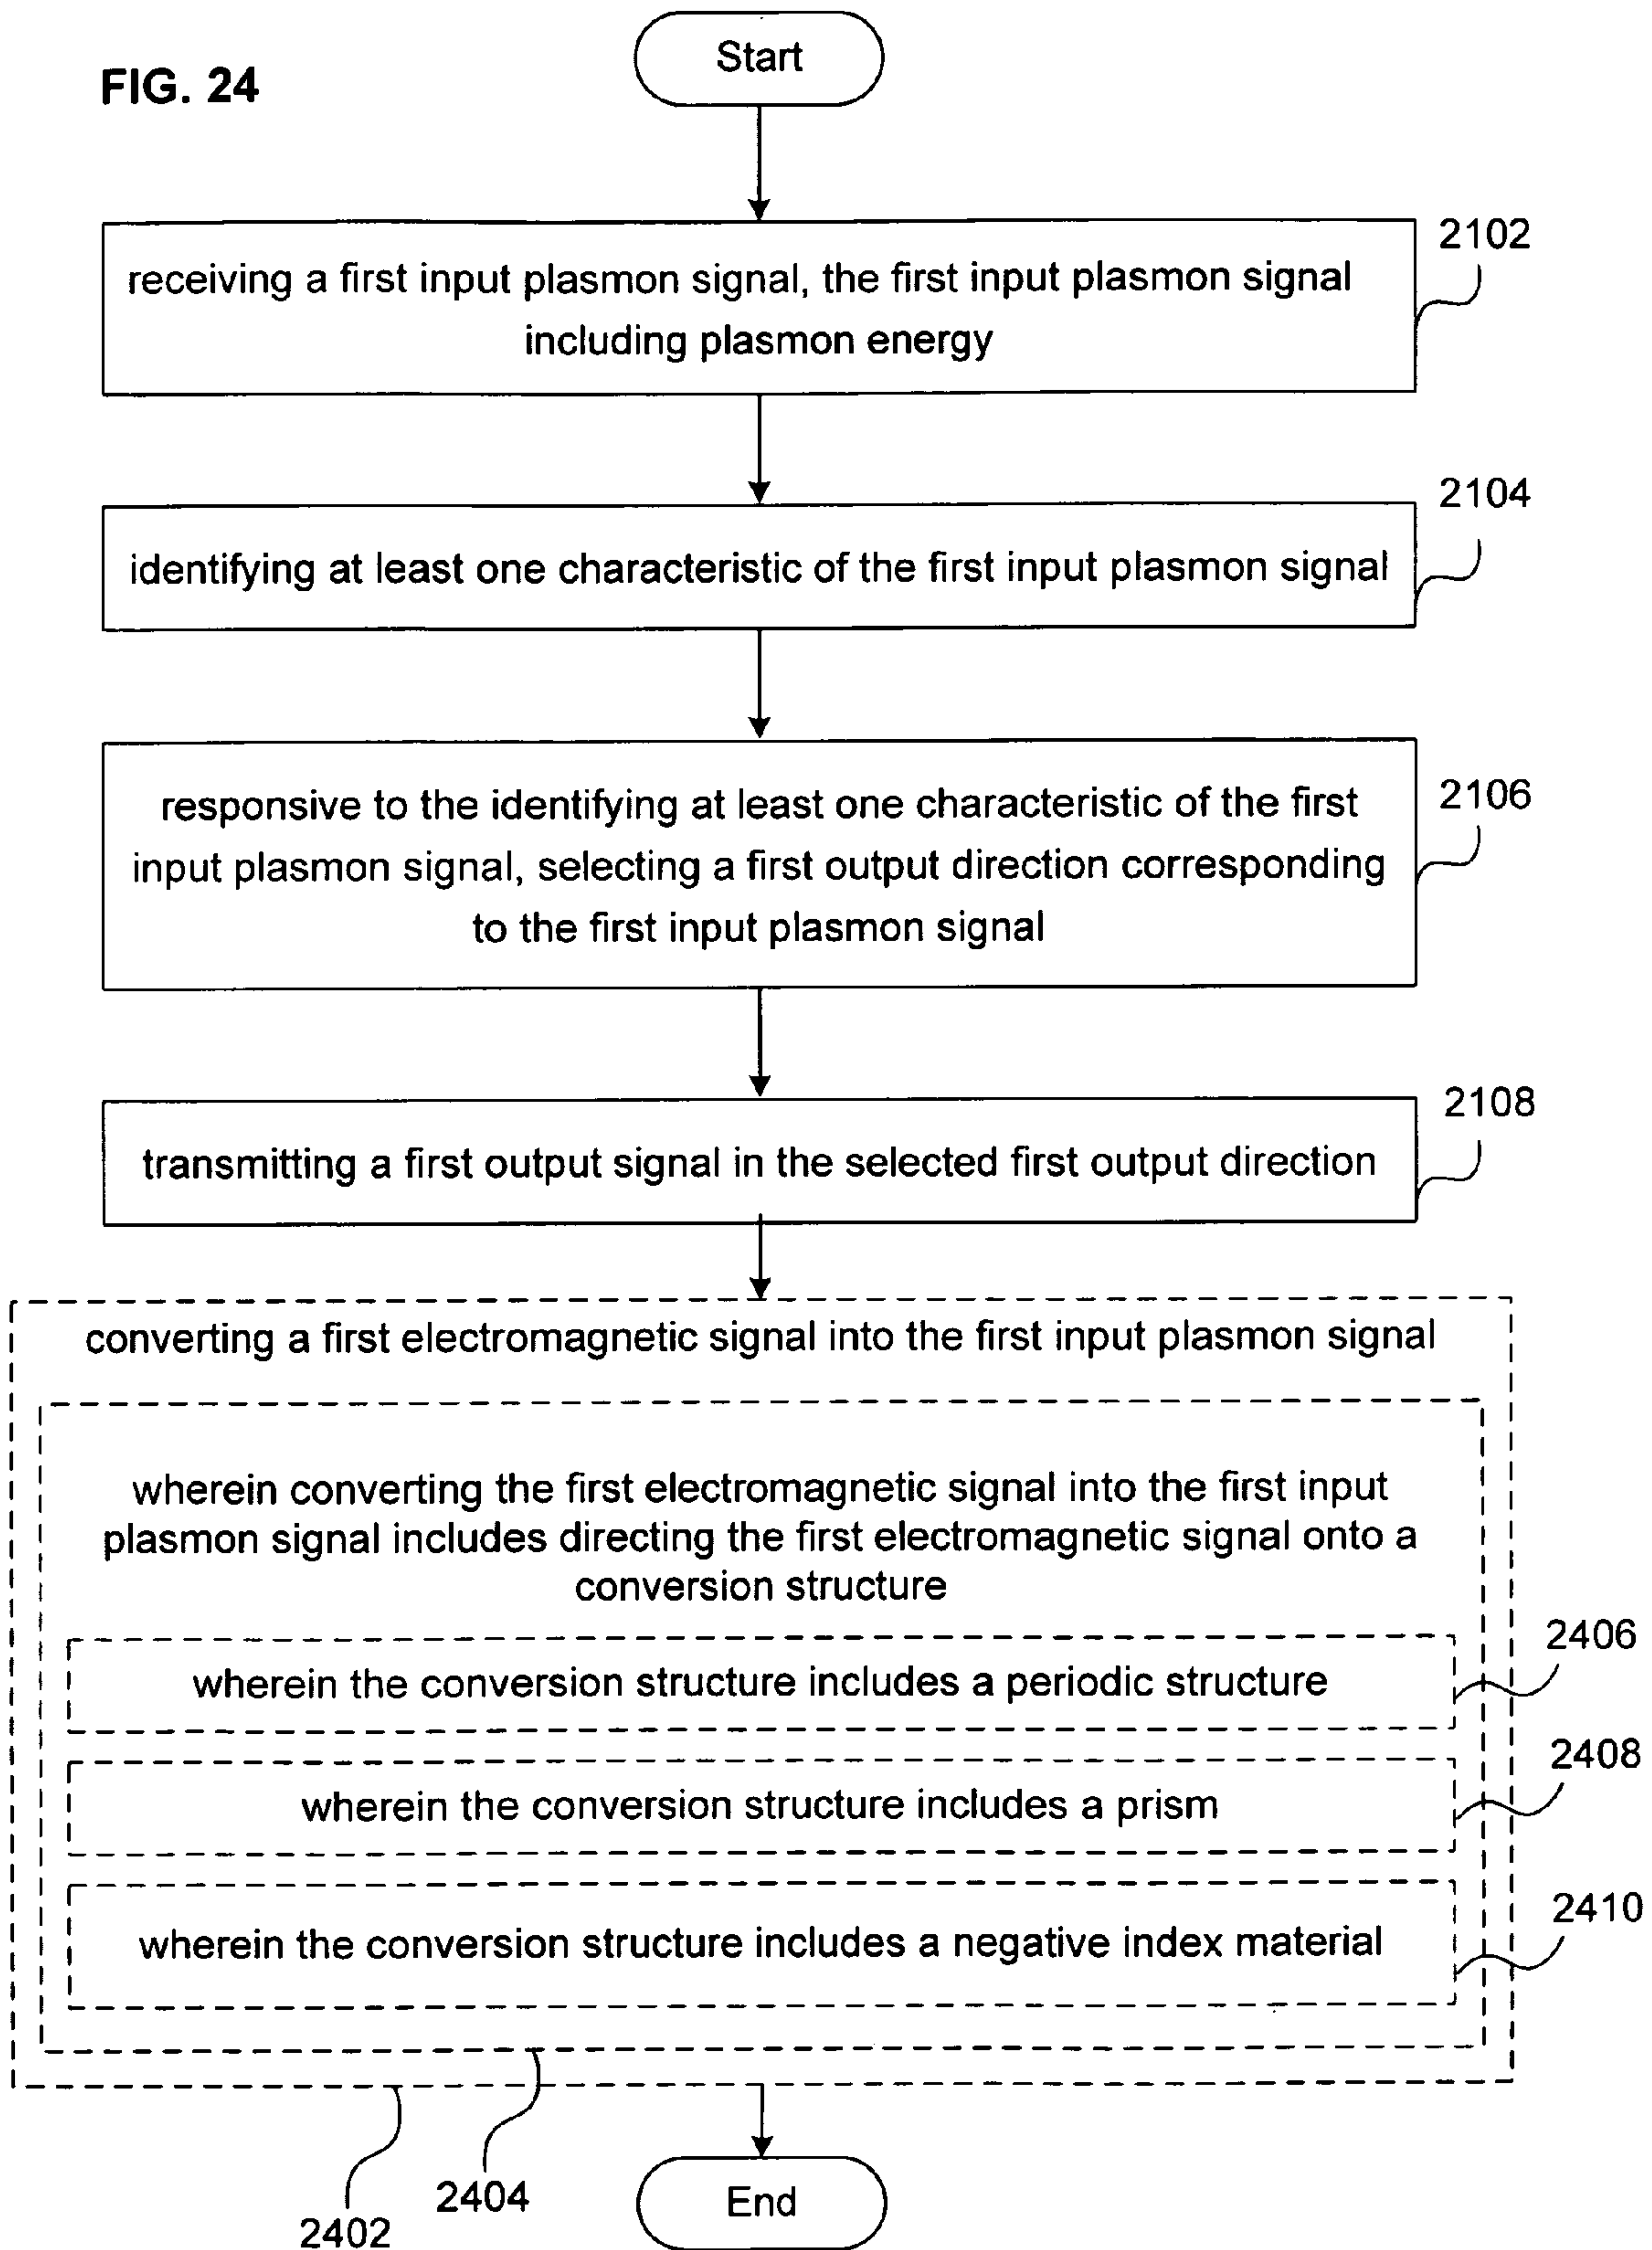 FIG. 24
Start
2102
receiving a first input plasmon signal, the first input plasmon signal
including plasmon energy
2104
identifying at least one characteristic of the first input plasmon signal
2106
responsive to the identifying at least one characteristic of the first
input plasmon signal, selecting a first output direction corresponding
to the first input plasmon signal
2108
transmitting a first output signal in the selected first output direction
converting a first electromagnetic signal into the first input plasmon signal
wherein converting the first electromagnetic signal into the first input
plasmon signal includes directing the first electromagnetic signal onto a
conversion structure
2406
wherein the conversion structure includes a periodic structure
2408
wherein the conversion structure includes a prism
2410
wherein the conversion structure includes a negative index material
2404
2402
End